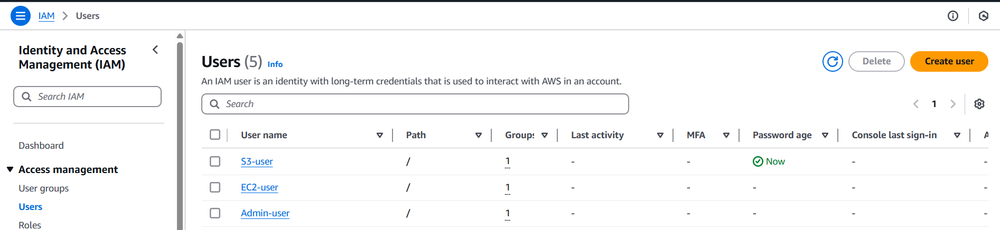 IAM > Users
Identity and Access
Management (IAM)
Search IAM
Dashboard
Access management
User groups
Users
Roles
Users (5) Info
Delete
Create user
An IAM user is an identity with long-term credentials that is used to interact with AWS in an account.
Search
1
User name Path Groups Last activity MFA Password age Console last sign-in A
S3-user / 1 - - Now - -
EC2-user / 1 - - - - -
Admin-user / 1 - - - - -